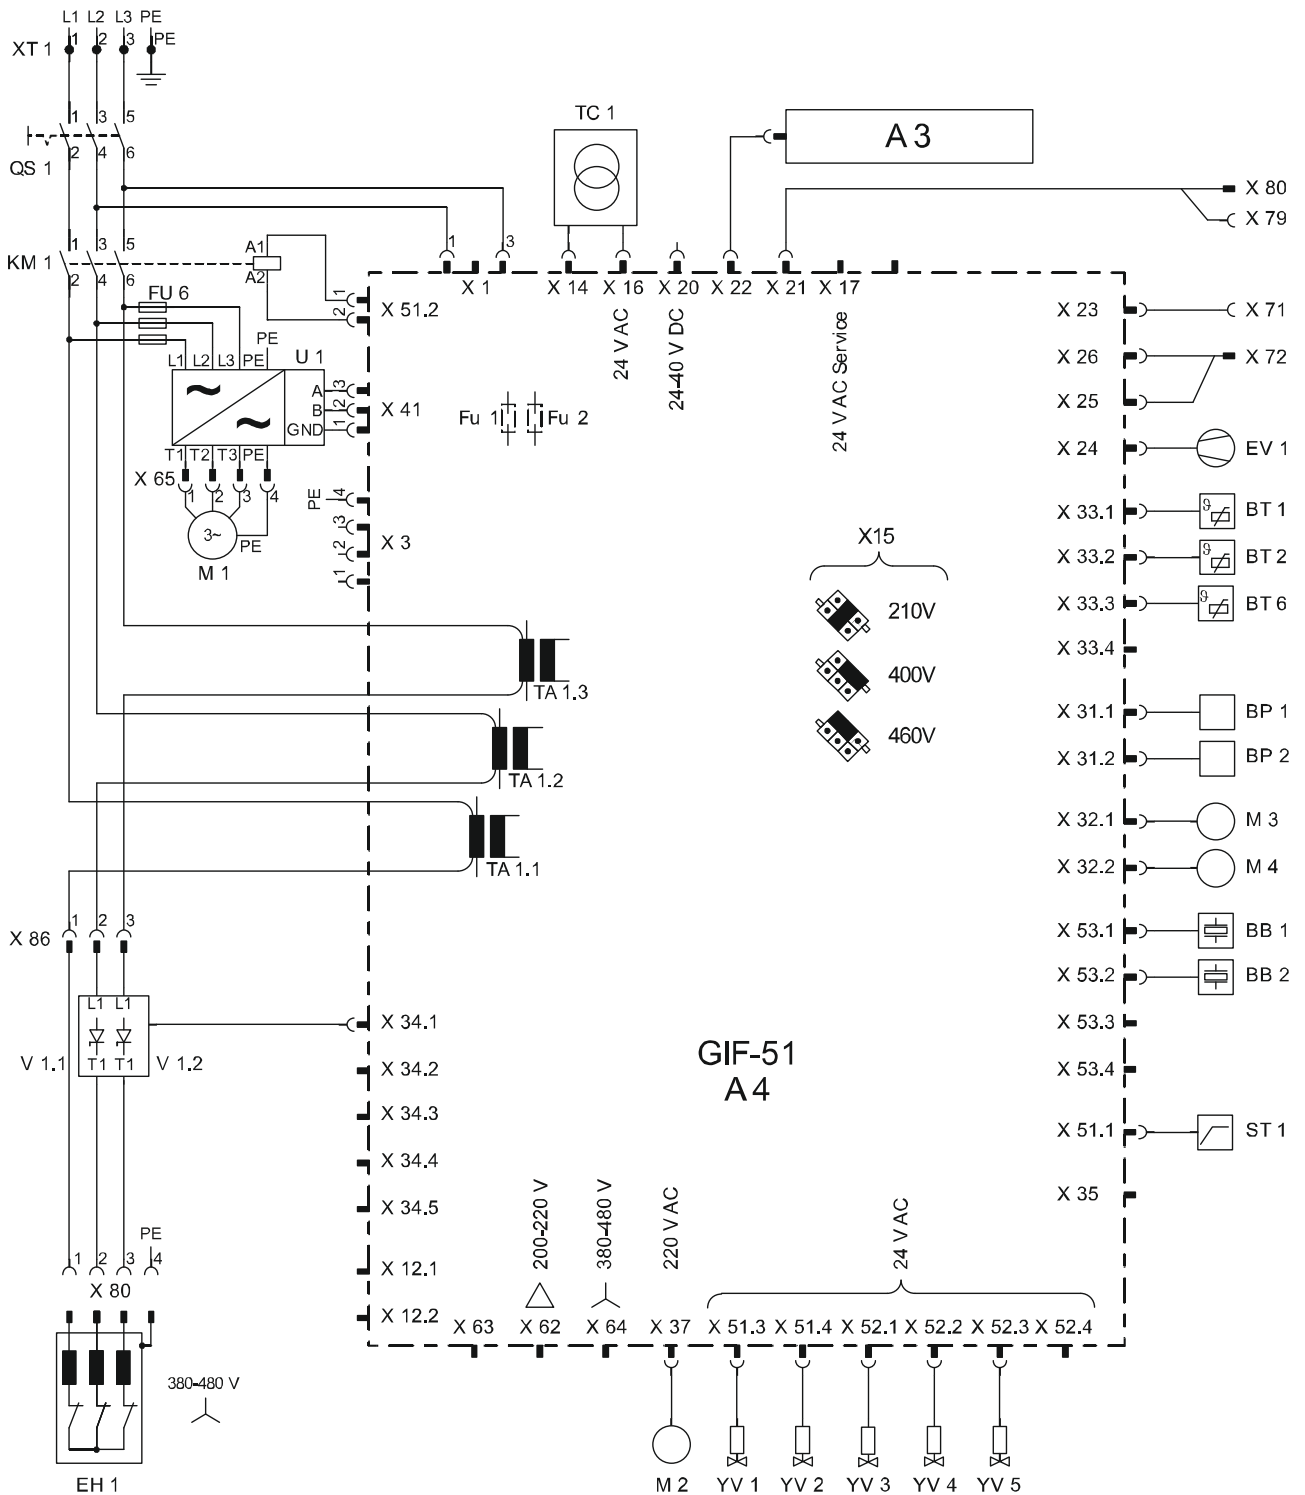 L1 L2 L3 PE
XT 1 1 2 3 PE
TC 1
A 3
1 3 5
QS 1 2 4 6
X 80
X 79
1 3 5
KM 1 2 4 6
A1
A2
1 3
X 1 X 14 X 16 X 20 X 22 X 21 X 17
24 V AC
24-40 V DC
24 V AC Service
FU 6
1
2
X 51.2
X 23 X 71
X 26 X 72
X 25
PE
L1 L2 L3 PE U 1
A 3
B 2
GND 1
X 41
Fu 1 Fu 2
X 24 EV 1
T1 T2 T3 PE
X 65
1 2 3 4
3~
PE
M 1
PE 4
3
2
1
X 3
X 33.1 ϑ BT 1
X 33.2 ϑ BT 2
X 33.3 ϑ BT 6
X 33.4
X15
210V
400V
460V
TA 1.3
TA 1.2
TA 1.1
X 31.1 BP 1
X 31.2 BP 2
X 32.1 M 3
X 32.2 M 4
X 86 1 2 3
X 53.1 BB 1
X 53.2 BB 2
X 53.3
X 53.4
L1 L1
T1 T1
V 1.1 V 1.2
X 34.1
X 34.2
X 34.3
X 34.4
X 34.5
X 12.1
X 12.2
GIF-51
A 4
X 51.1 ST 1
X 35
PE
1 2 3 4
X 80
200-220 V
380-480 V
220 V AC
24 V AC
X 63 X 62 X 64 X 37 X 51.3 X 51.4 X 52.1 X 52.2 X 52.3 X 52.4
380-480 V
EH 1
M 2 YV 1 YV 2 YV 3 YV 4 YV 5